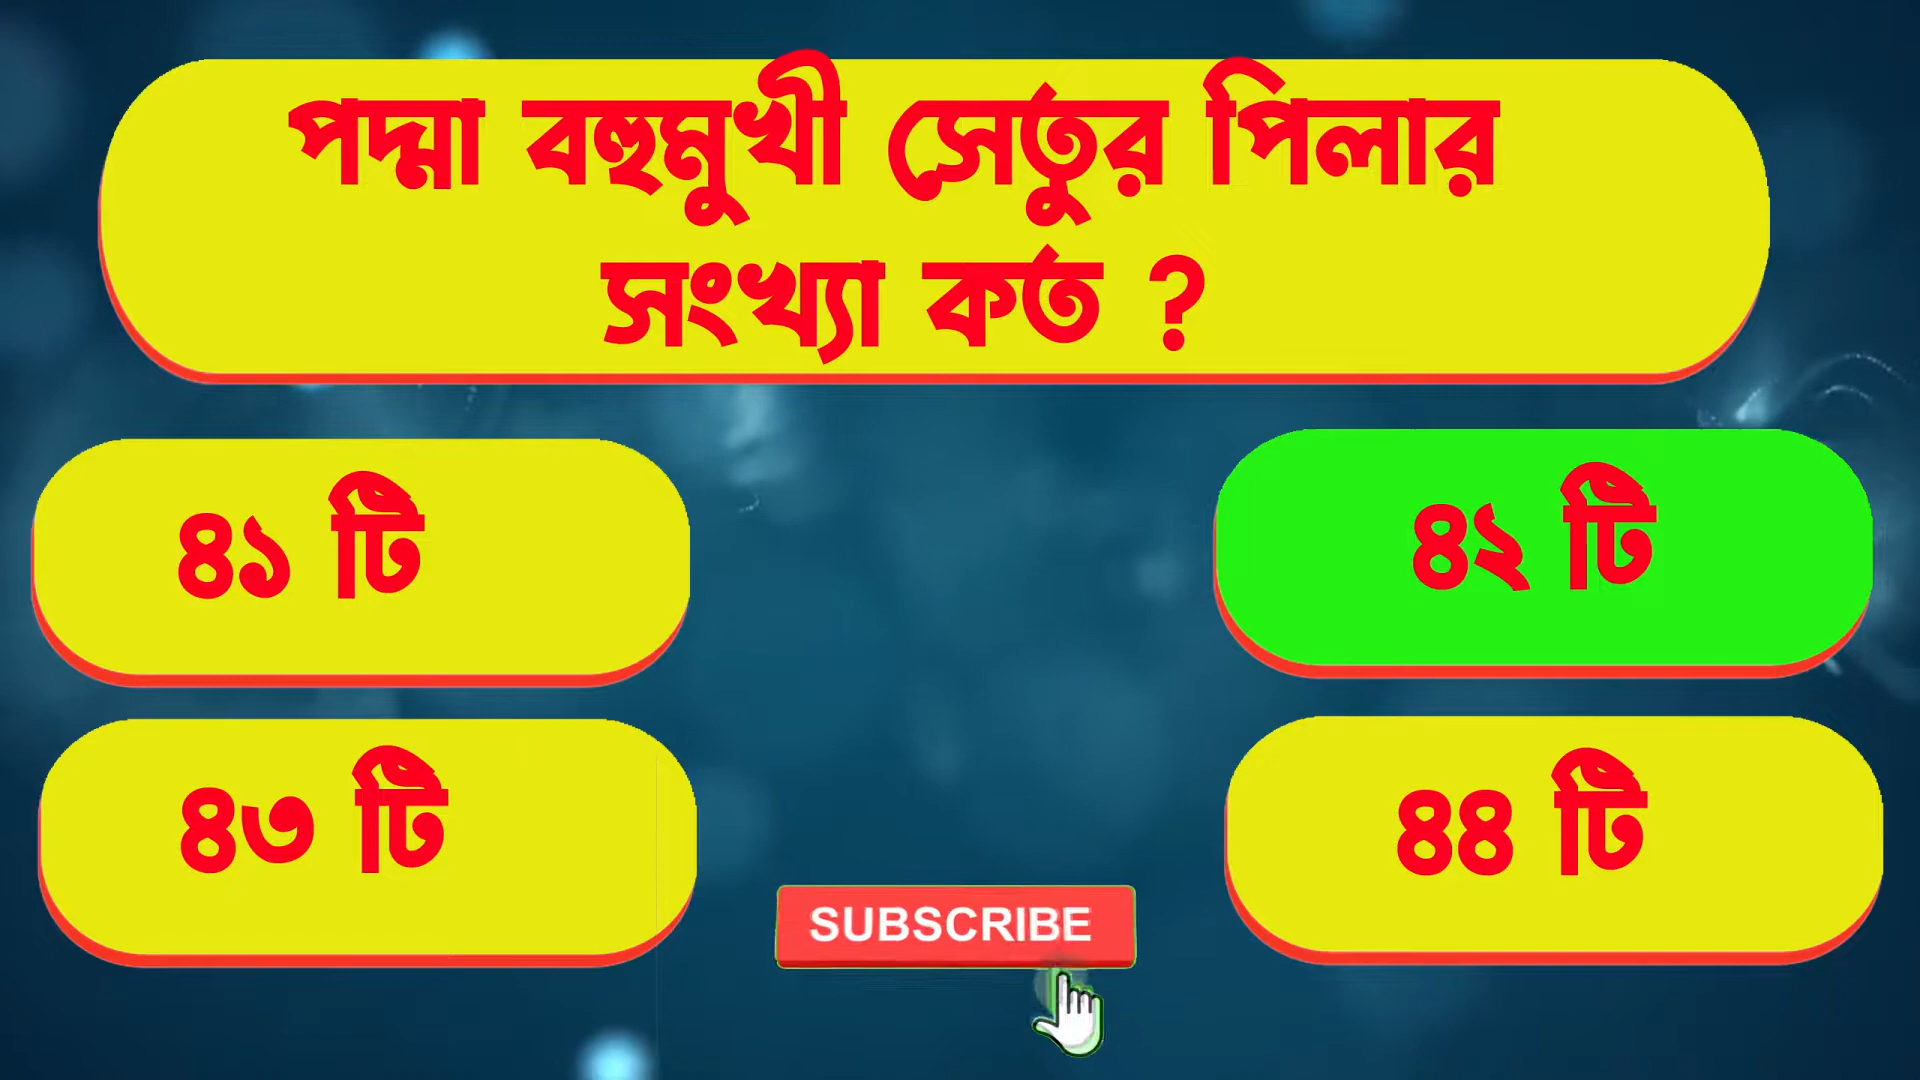 পদ্মা বহুমুখী সেতুর পিলার
সংখ্যা কত ?
৪১ টি
৪২ টি
৪৩ টি
৪৪ টি
SUBSCRIBE